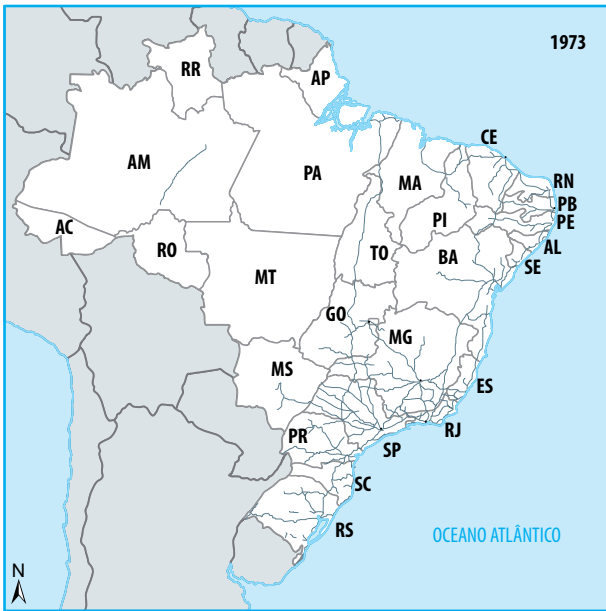 1973
RR
AP
CE
AM
PA
MA
RN
PB
PI
PE
AC
AL
RO
TO
BA
SE
MT
GO
MG
MS
ES
PR
RJ
SP
SC
RS
OCEANO ATLÂNTICO
N